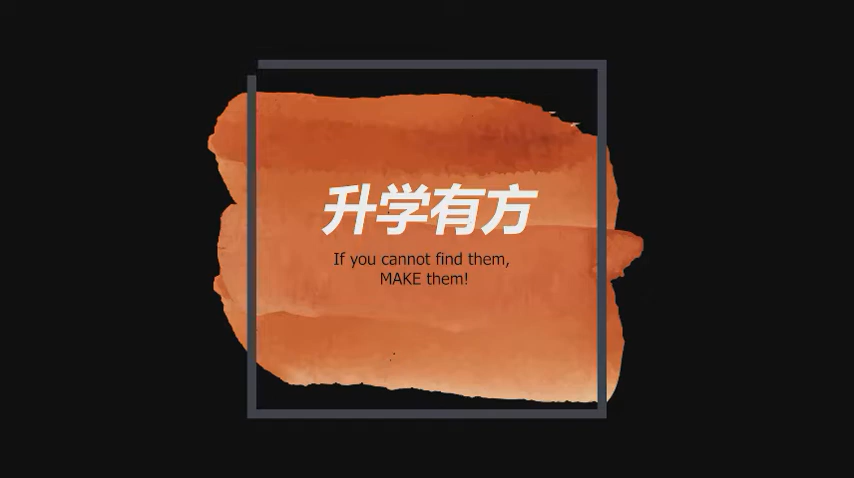 升学有方
If you cannot find them,
MAKE them!